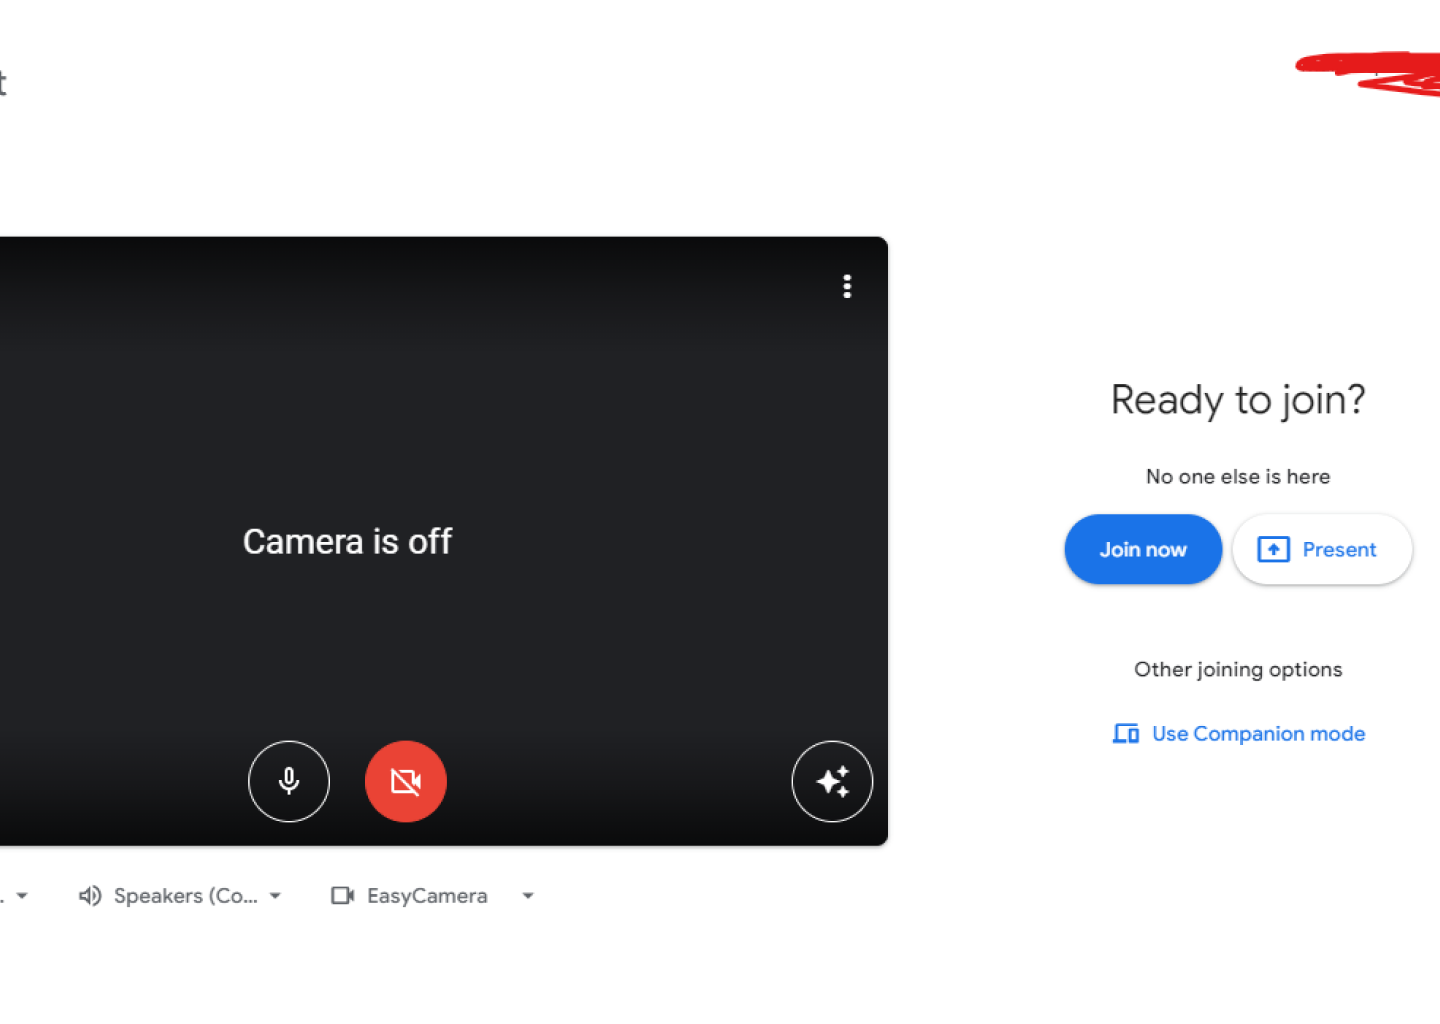 t
Ready to join?
No one else is here
Join now
Present
Camera is off
Other joining options
Use Companion mode
. Speakers (Co... EasyCamera